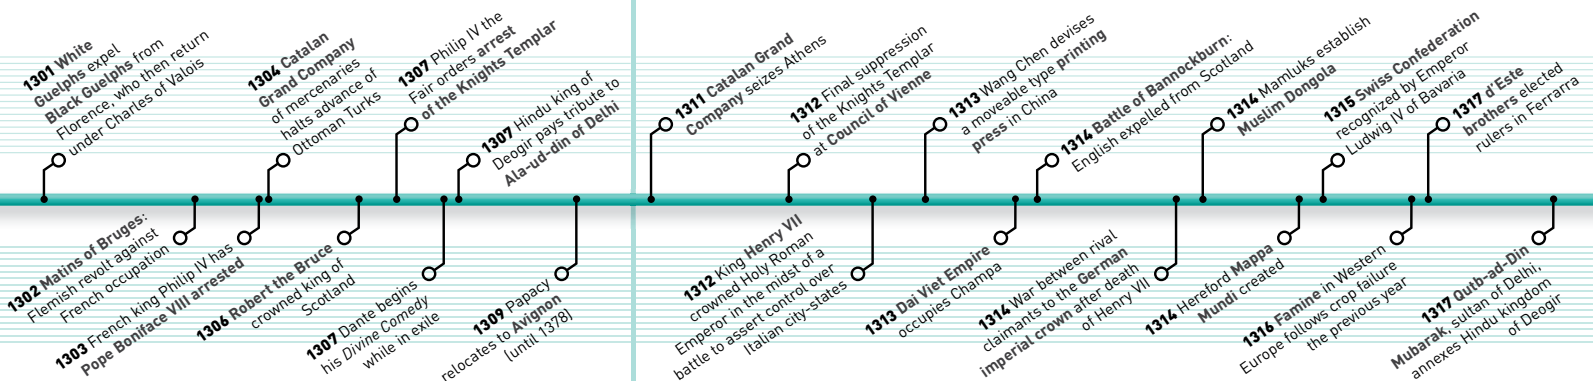 1301 White
Guelphs expel
Black Guelphs from
Florence, who then return
under Charles of Valois
1302 Matins of Bruges:
Flemish revolt against
French occupation
1303 French king Philip IV has
Pope Boniface VIII arrested
1304 Catalan
Grand Company
of mercenaries
halts advance of
Ottoman Turks
1306 Robert the Bruce
crowned king of
Scotland
1307 Philip IV the
Fair orders arrest
of the Knights Templar
1307 Dante begins
his Divine Comedy
while in exile
1307 Hindu king of
Deogir pays tribute to
Ala-ud-din of Delhi
1309 Papacy
relocates to Avignon
(until 1378)
1311 Catalan Grand
Company seizes Athens
1312 Final suppression
of the Knights Templar
at Council of Vienne
1312 King Henry VII
crowned Holy Roman
Emperor in the midst of a
battle to assert control over
Italian city-states
1313 Wang Chen devises
a moveable type printing
press in China
1313 Dai Viet Empire
occupies Champa
1314 Battle of Bannockburn:
English expelled from Scotland
1314 War between rival
claimants to the German
imperial crown after death
of Henry VII
1314 Mamluks establish
Muslim Dongola
1314 Hereford Mappa
Mundi created
1315 Swiss Confederation
recognized by Emperor
Ludwig IV of Bavaria
1316 Famine in Western
Europe follows crop failure
the previous year
1317 d'Este
brothers elected
rulers in Ferrarra
1317 Qutb-ad-Din
Mubarak, sultan of Delhi,
annexes Hindu kingdom
of Deogir